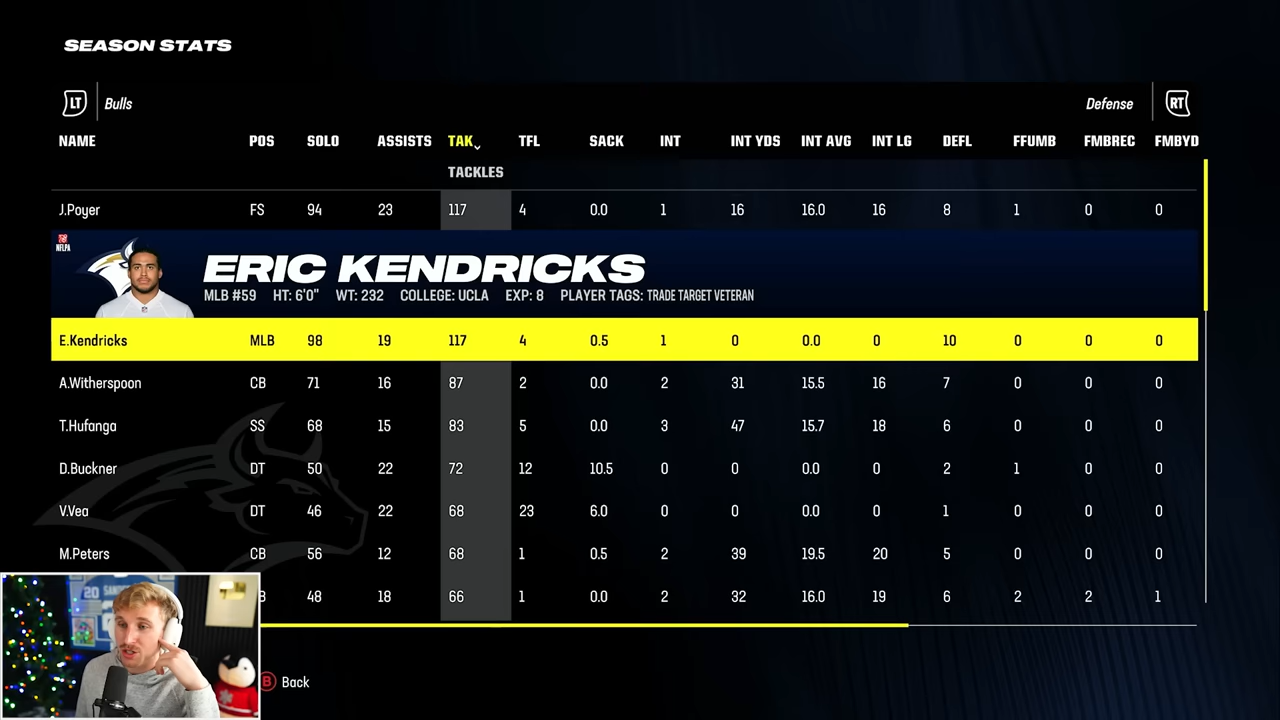 SEASON STATS
LT Bulls Defense RT
NAME POS SOLO ASSISTS TAK TFL SACK INT INT YDS INT AVG INT LG DEFL FFUMB FMBREC FMBYD
TACKLES
J.Poyer FS 94 23 117 4 0.0 1 16 16.0 16 8 1 0 0
NFLPA
ERIC KENDRICKS
MLB #59 HT: 6'0" WT: 232 COLLEGE: UCLA EXP: 8 PLAYER TAGS: TRADE TARGET VETERAN
E.Kendricks MLB 98 19 117 4 0.5 1 0 0.0 0 10 0 0 0
A.Witherspoon CB 71 16 87 2 0.0 2 31 15.5 16 7 0 0 0
T.Hufanga SS 68 15 83 5 0.0 3 47 15.7 18 6 0 0 0
D.Buckner DT 50 22 72 12 10.5 0 0 0.0 0 2 1 0 0
V.Vea DT 46 22 68 23 6.0 0 0 0.0 0 1 0 0 0
M.Peters CB 56 12 68 1 0.5 2 39 19.5 20 5 0 0 0
48 18 66 1 0.0 2 32 16.0 19 6 2 2 1
20
B Back